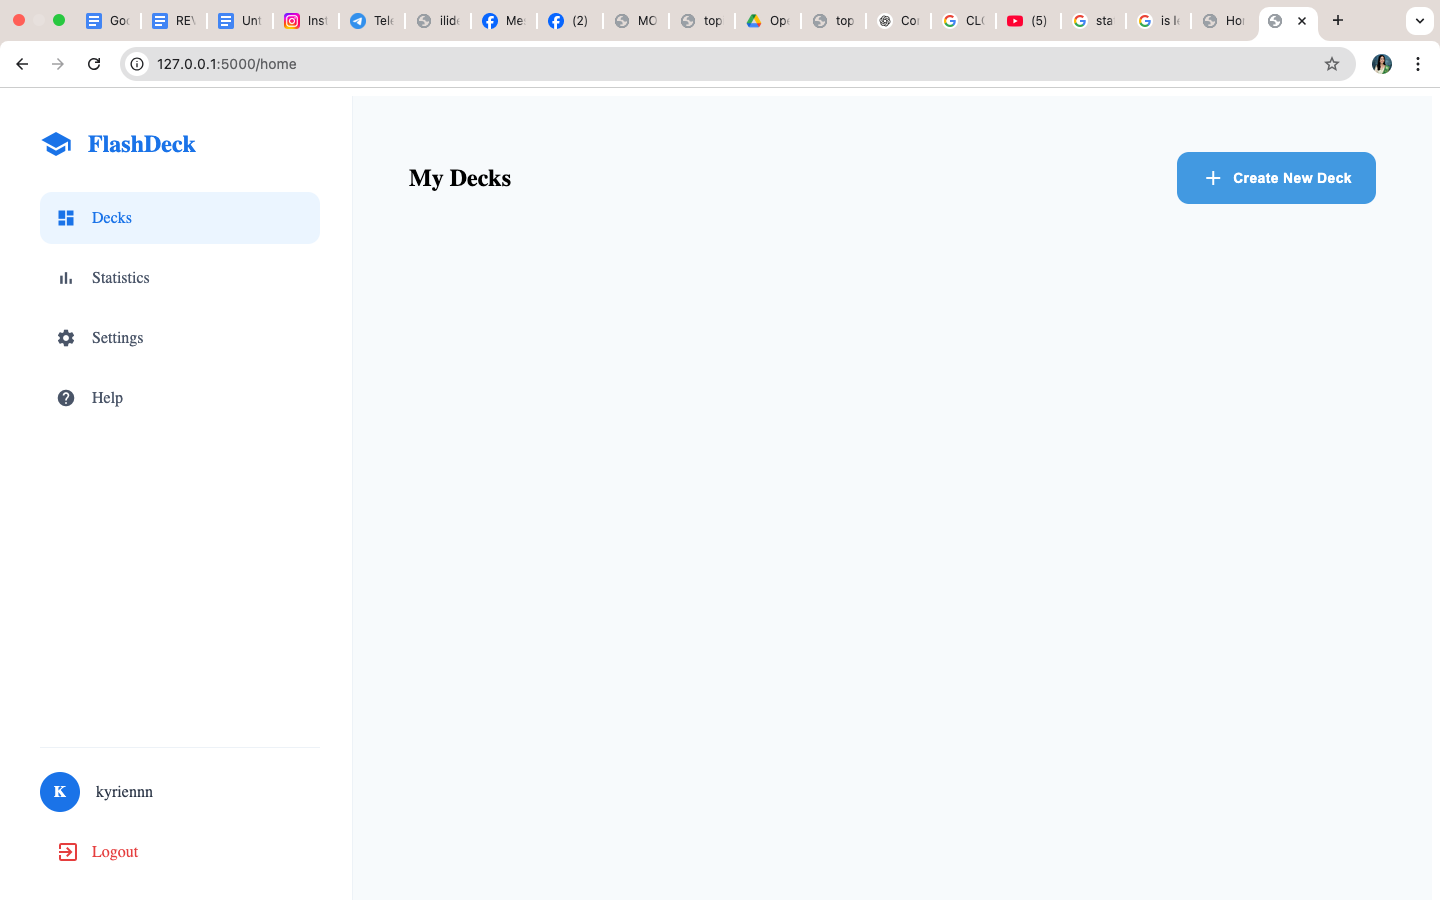 Goo
REV
Unt
Inst
Tele
ilide
Mes
(2)
MO
top
Ope
top
Cor
CLO
(5)
sta
is le
Hor
127.0.0.1:5000/home
FlashDeck
Decks
Statistics
Settings
Help
My Decks
Create New Deck
K
kyriennn
Logout